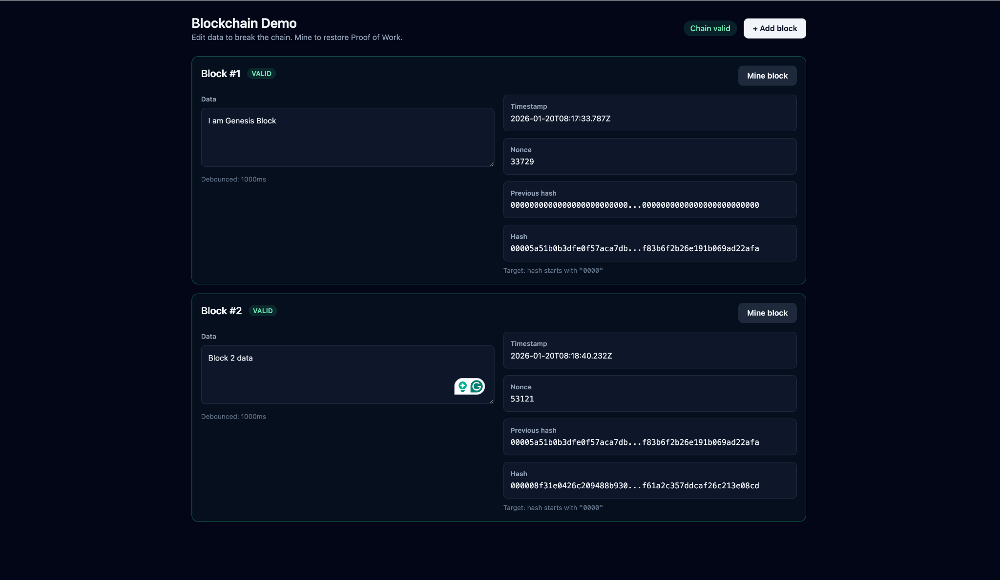 Blockchain Demo
Edit data to break the chain. Mine to restore Proof of Work.
Chain valid
+ Add block
Block #1
VALID
Mine block
Data
I am Genesis Block
Debounced: 1000ms
Timestamp
2026-01-20T08:17:33.787Z
Nonce
33729
Previous hash
0000000000000000000000000...0000000000000000000000000
Hash
00005a51b0b3dfe0f57aca7db...f83b6f2b26e191b069ad22afa
Target: hash starts with "0000"
Block #2
VALID
Mine block
Data
Block 2 data
G
Debounced: 1000ms
Timestamp
2026-01-20T08:18:40.232Z
Nonce
53121
Previous hash
00005a51b0b3dfe0f57aca7db...f83b6f2b26e191b069ad22afa
Hash
000008f31e0426c209488b930...f61a2c357ddcaf26c213e08cd
Target: hash starts with "0000"